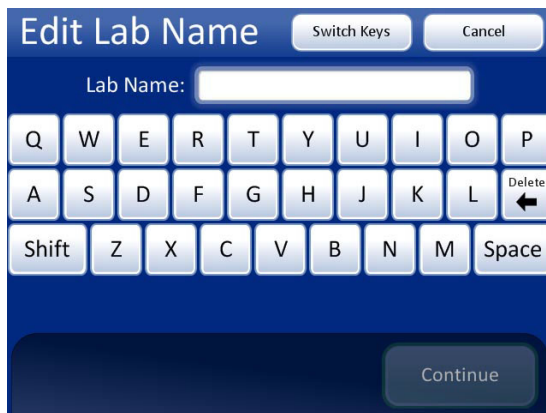 Edit Lab Name Switch Keys Cancel
Lab Name:
Q W E R T Y U I O P
A S D F G H J K L Delete
Shift Z X C V B N M Space
Continue